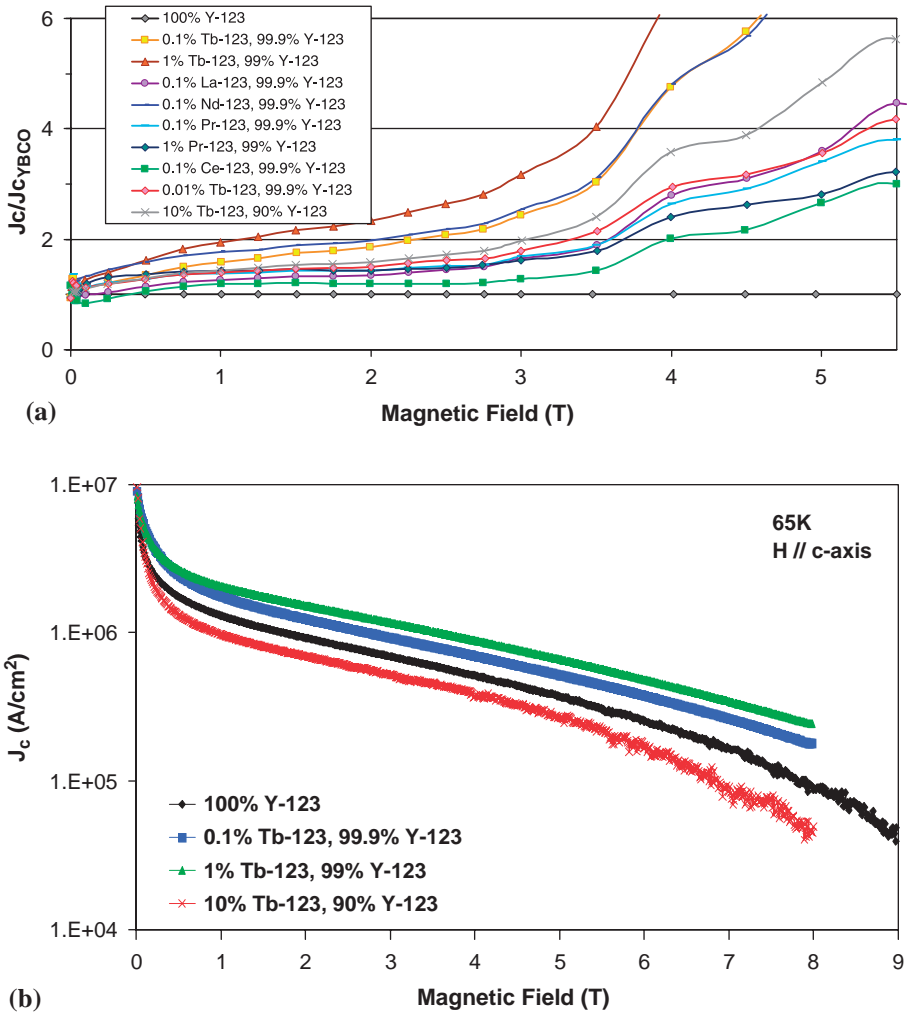 6
100% Y-123
0.1% Tb-123, 99.9% Y-123
1% Tb-123, 99% Y-123
0.1% La-123, 99.9% Y-123
0.1% Nd-123, 99.9% Y-123
0.1% Pr-123, 99.9% Y-123
1% Pr-123, 99% Y-123
0.1% Ce-123, 99.9% Y-123
0.01% Tb-123, 99.9% Y-123
10% Tb-123, 90% Y-123
4
2
0
Jc/JcYBCO
0 1 2 3 4 5
(a)
Magnetic Field (T)
1.E+07
65K
H // c-axis
1.E+06
Jc (A/cm2)
1.E+05
100% Y-123
0.1% Tb-123, 99.9% Y-123
1% Tb-123, 99% Y-123
10% Tb-123, 90% Y-123
1.E+04
0 1 2 3 4 5 6 7 8 9
(b)
Magnetic Field (T)